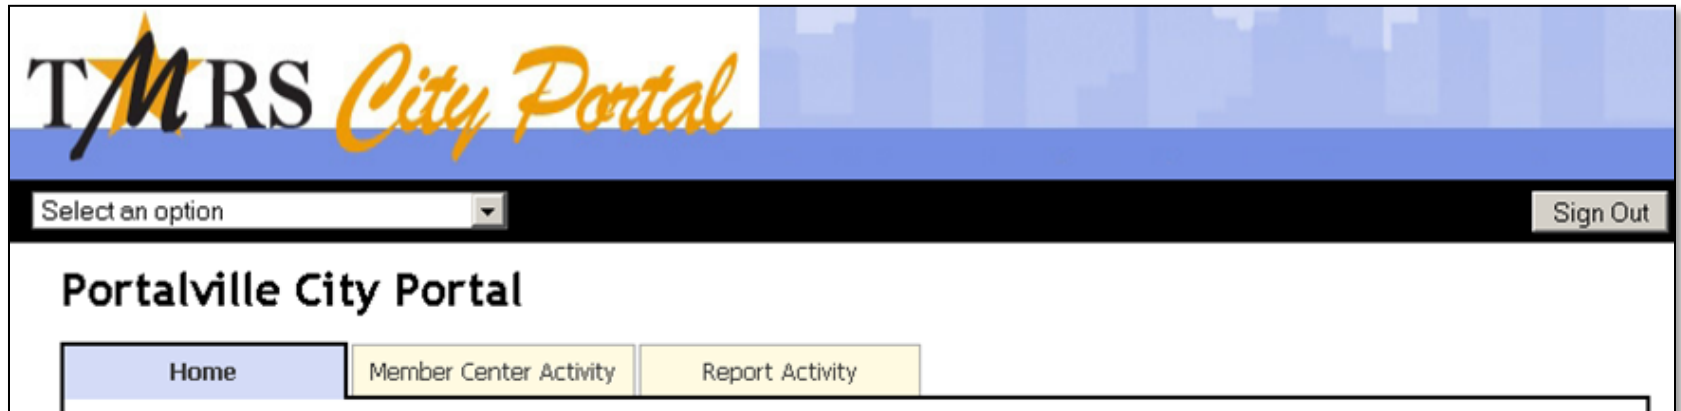 TMRS City Portal
Select an option
Sign Out
Portalville City Portal
Home
Member Center Activity
Report Activity